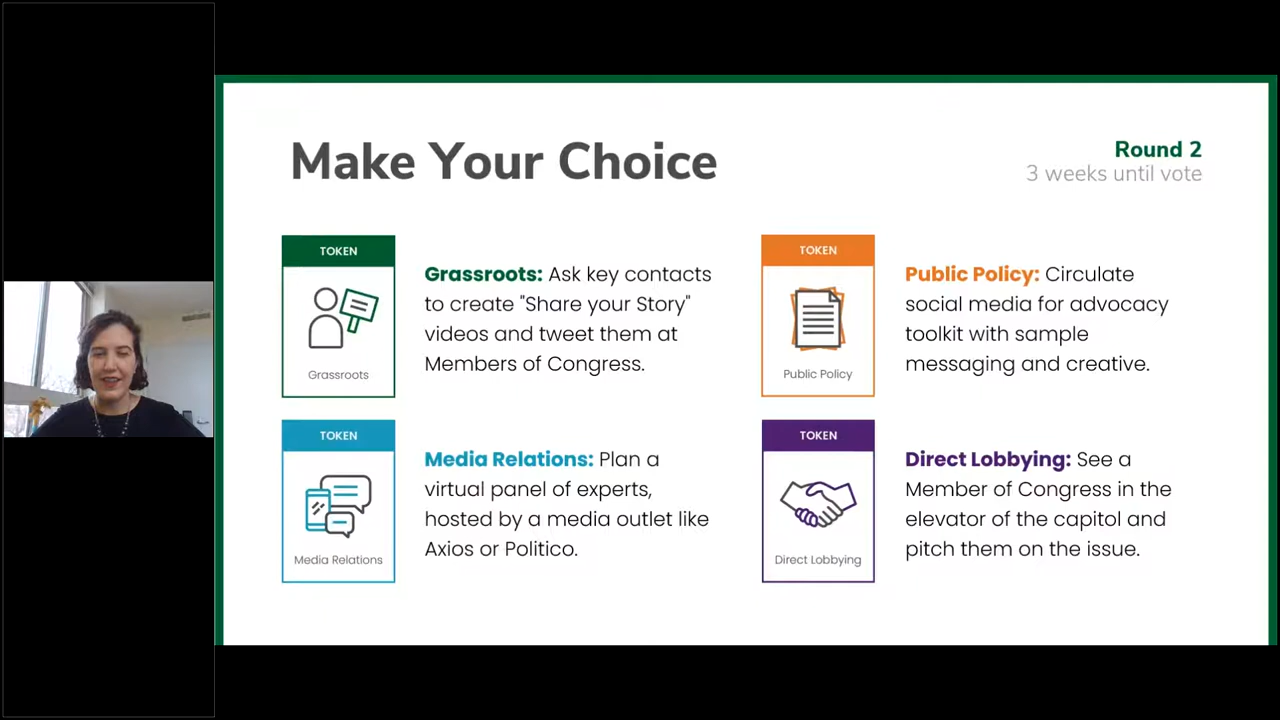 Make Your Choice
Round 2
3 weeks until vote
TOKEN
Grassroots
Grassroots: Ask key contacts
to create "Share your Story"
videos and tweet them at
Members of Congress.
TOKEN
Public Policy
Public Policy: Circulate
social media for advocacy
toolkit with sample
messaging and creative.
TOKEN
Media Relations
Media Relations: Plan a
virtual panel of experts,
hosted by a media outlet like
Axios or Politico.
TOKEN
Direct Lobbying
Direct Lobbying: See a
Member of Congress in the
elevator of the capitol and
pitch them on the issue.